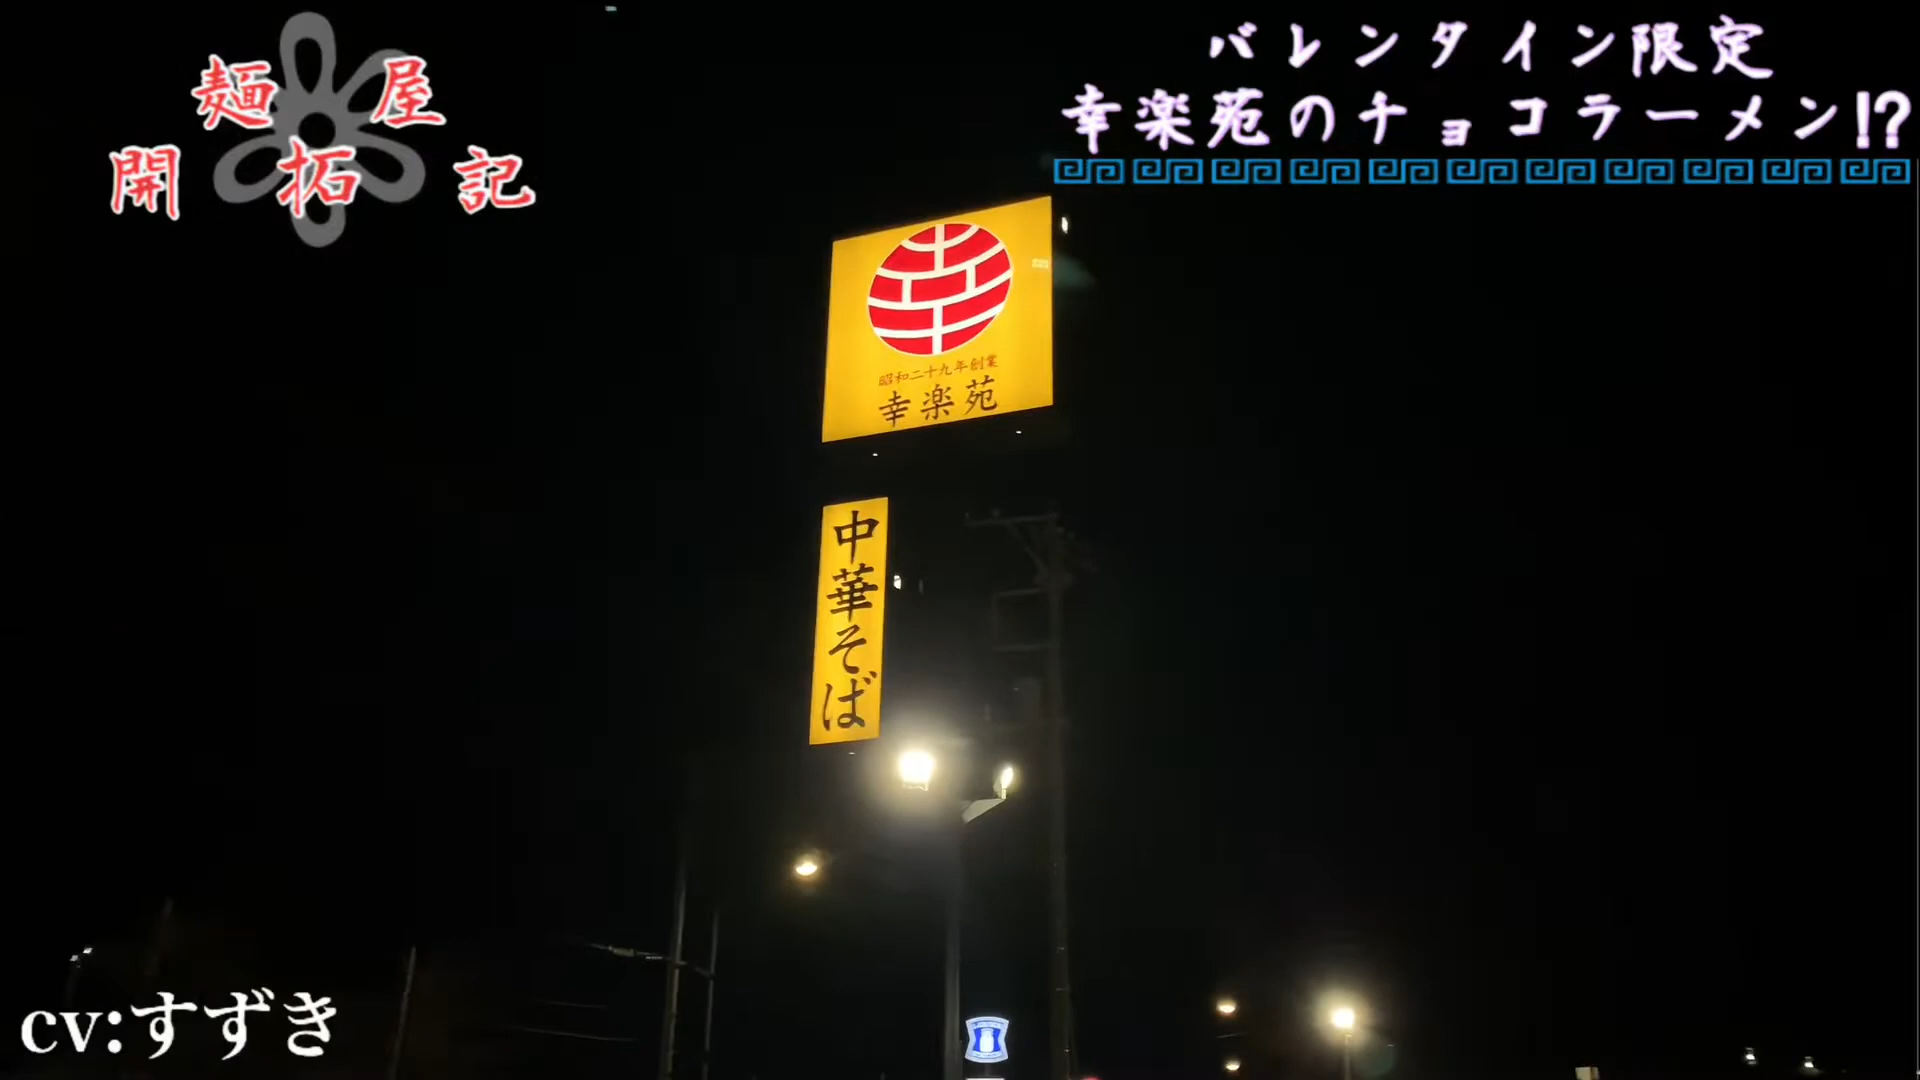 麺屋
開拓記
バレンタイン限定
幸楽苑のチョコラーメン!?
昭和二十九年創業
幸楽苑
中華そば
cv:すずき